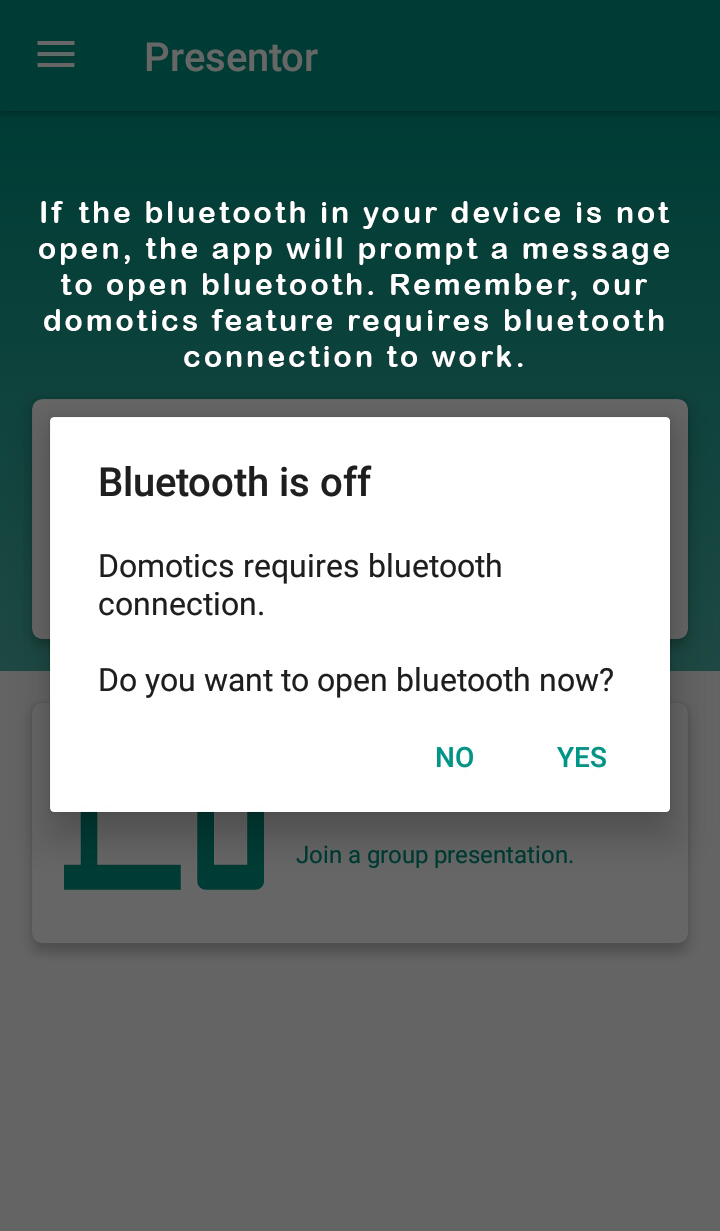 Presentor
If the bluetooth in your device is not
open, the app will prompt a message
to open bluetooth. Remember, our
domotics feature requires bluetooth
connection to work.
Bluetooth is off
Domotics requires bluetooth
connection.
Do you want to open bluetooth now?
NO YES
Join a group presentation.